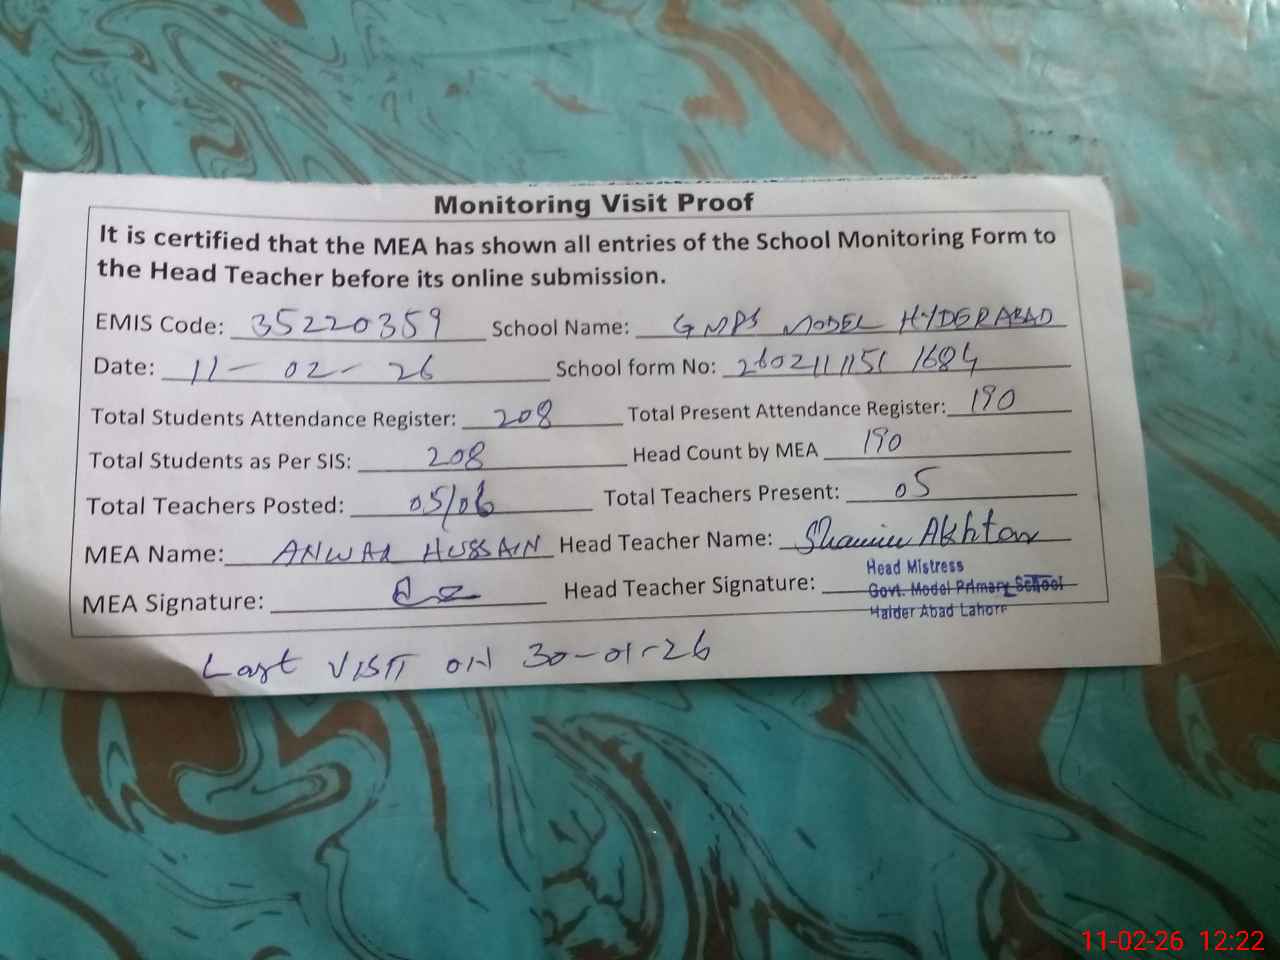 Monitoring Visit Proof
It is certified that the MEA has shown all entries of the School Monitoring Form to
the Head Teacher before its online submission.
EMIS Code: 35220359 School Name: GMPS MODEL HYDERABAD
Date: 11-02-26 School form No: 2602111151 1684
Total Students Attendance Register: 208 Total Present Attendance Register: 190
Total Students as Per SIS: 208 Head Count by MEA 190
Total Teachers Posted: 05/06 Total Teachers Present: 05
MEA Name: ANWAR HUSSAIN Head Teacher Name: Shamim Akhtar
MEA Signature: Head Teacher Signature:
Head Mistress
Govt. Model Primary School
Haider Abad Lahore
Last VISIT ON 30-01-26
11-02-26 12:22